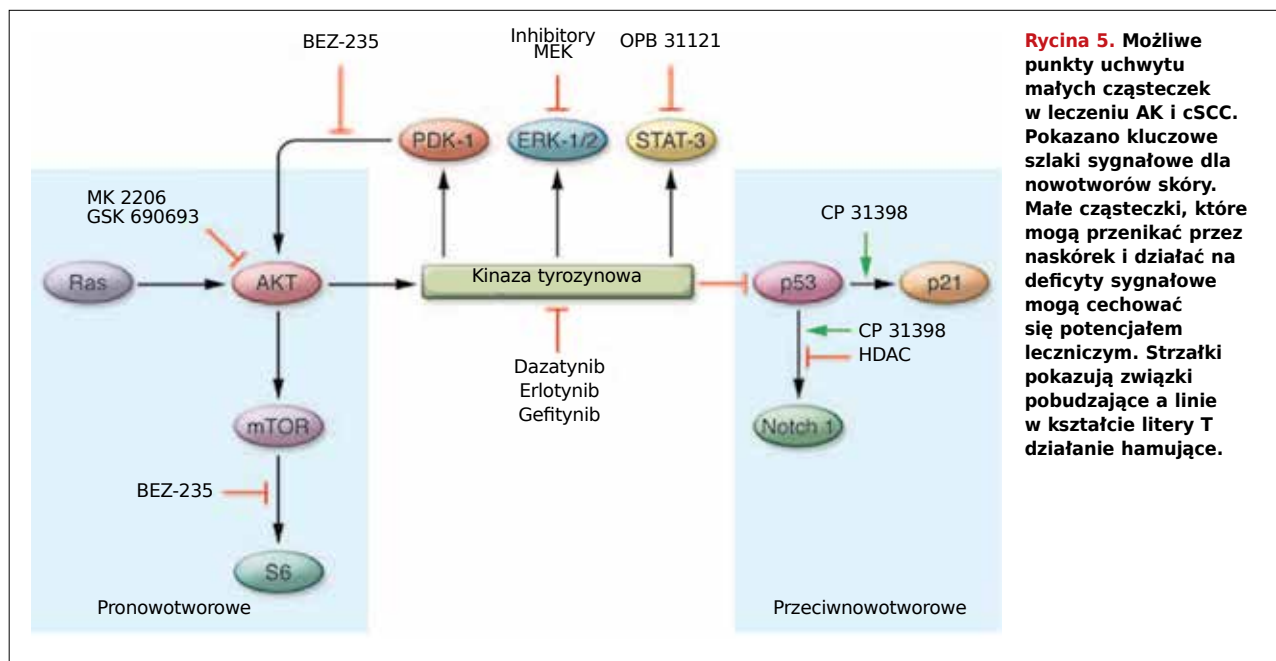 BEZ-235
Inhibitory
MEK
OPB 31121
PDK-1
ERK-1/2
STAT-3
MK 2206
GSK 690693
CP 31398
Ras
AKT
Kinaza tyrozynowa
p53
p21
CP 31398
HDAC
Dazatynib
Erlotynib
Gefitynib
mTOR
Notch 1
BEZ-235
S6
Pronowotworowe
Przeciwnowotworowe
Rycina 5. Możliwe
punkty uchwytu
małych cząsteczek
w leczeniu AK i cSCC.
Pokazano kluczowe
szlaki sygnałowe dla
nowotworów skóry.
Małe cząsteczki, które
mogą przenikać przez
naskórek i działać na
deficyty sygnałowe
mogą cechować
się potencjałem
leczniczym. Strzałki
pokazują związki
pobudzające a linie
w kształcie litery T
działanie hamujące.